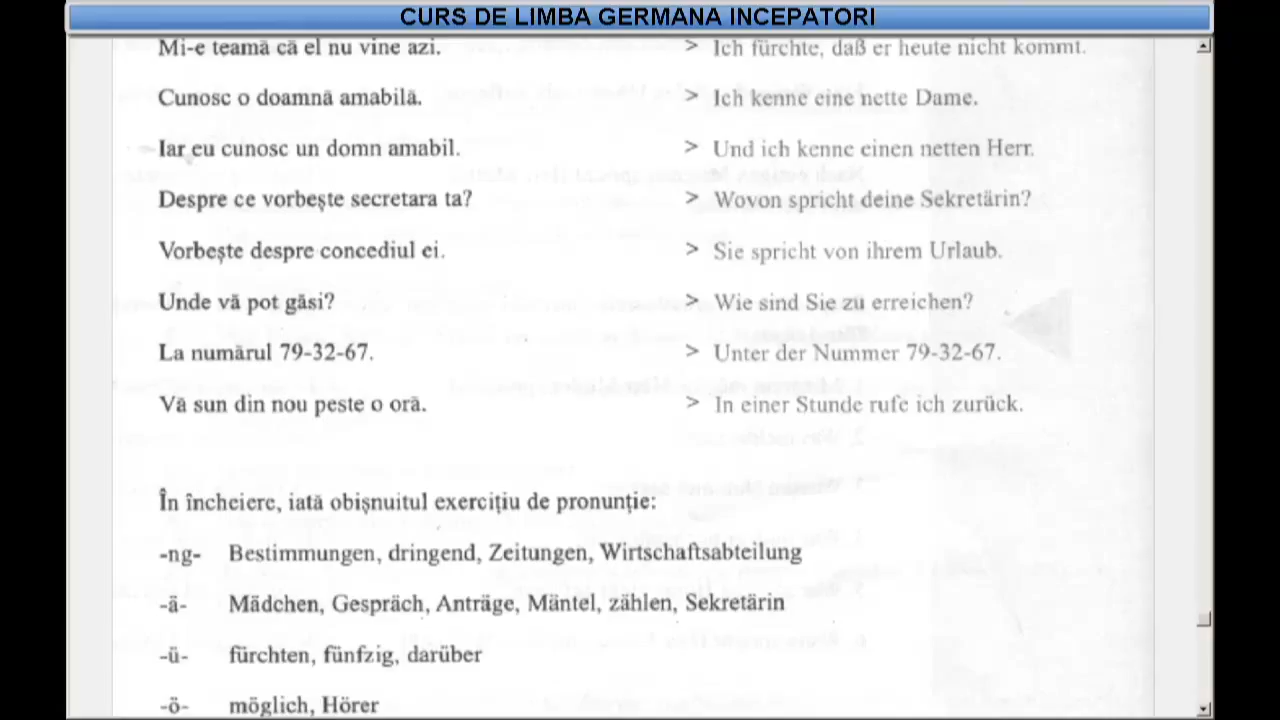 CURS DE LIMBA GERMANA INCEPATORI
Mi-e teamă că el nu vine azi. > Ich fürchte, daß er heute nicht kommt.
Cunosc o doamnă amabilă. > Ich kenne eine nette Dame.
Iar eu cunosc un domn amabil. > Und ich kenne einen netten Herr.
Despre ce vorbește secretara ta? > Wovon spricht deine Sekretärin?
Vorbește despre concediul ei. > Sie spricht von ihrem Urlaub.
Unde vă pot găsi? > Wie sind Sie zu erreichen?
La numărul 79-32-67. > Unter der Nummer 79-32-67.
Vă sun din nou peste o oră. > In einer Stunde rufe ich zurück.
În încheiere, iată obișnuitul exercițiu de pronunție:
-ng- Bestimmungen, dringend, Zeitungen, Wirtschaftsabteilung
-ä- Mädchen, Gespräch, Anträge, Mäntel, zählen, Sekretärin
-ü- fürchten, fünfzig, darüber
-ö- möglich, Hörer